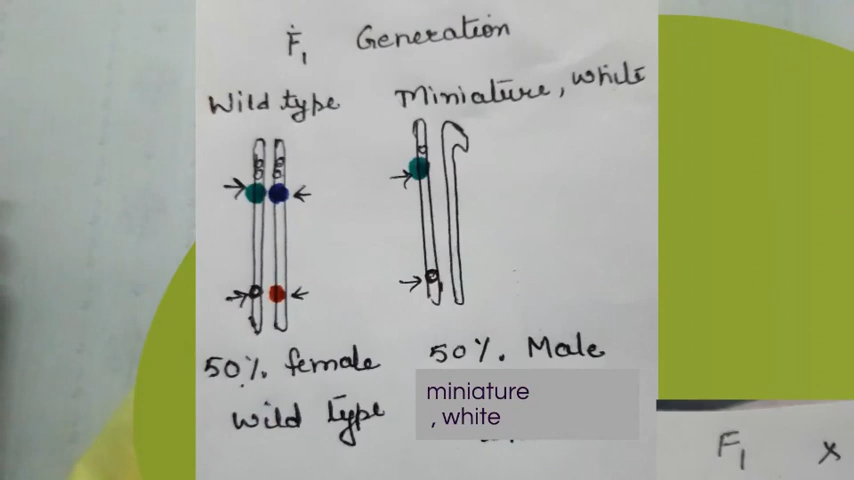 F₁ Generation
Wild type
Miniature, white
50%. female
50%. Male
wild type
miniature
, white
F₁ x